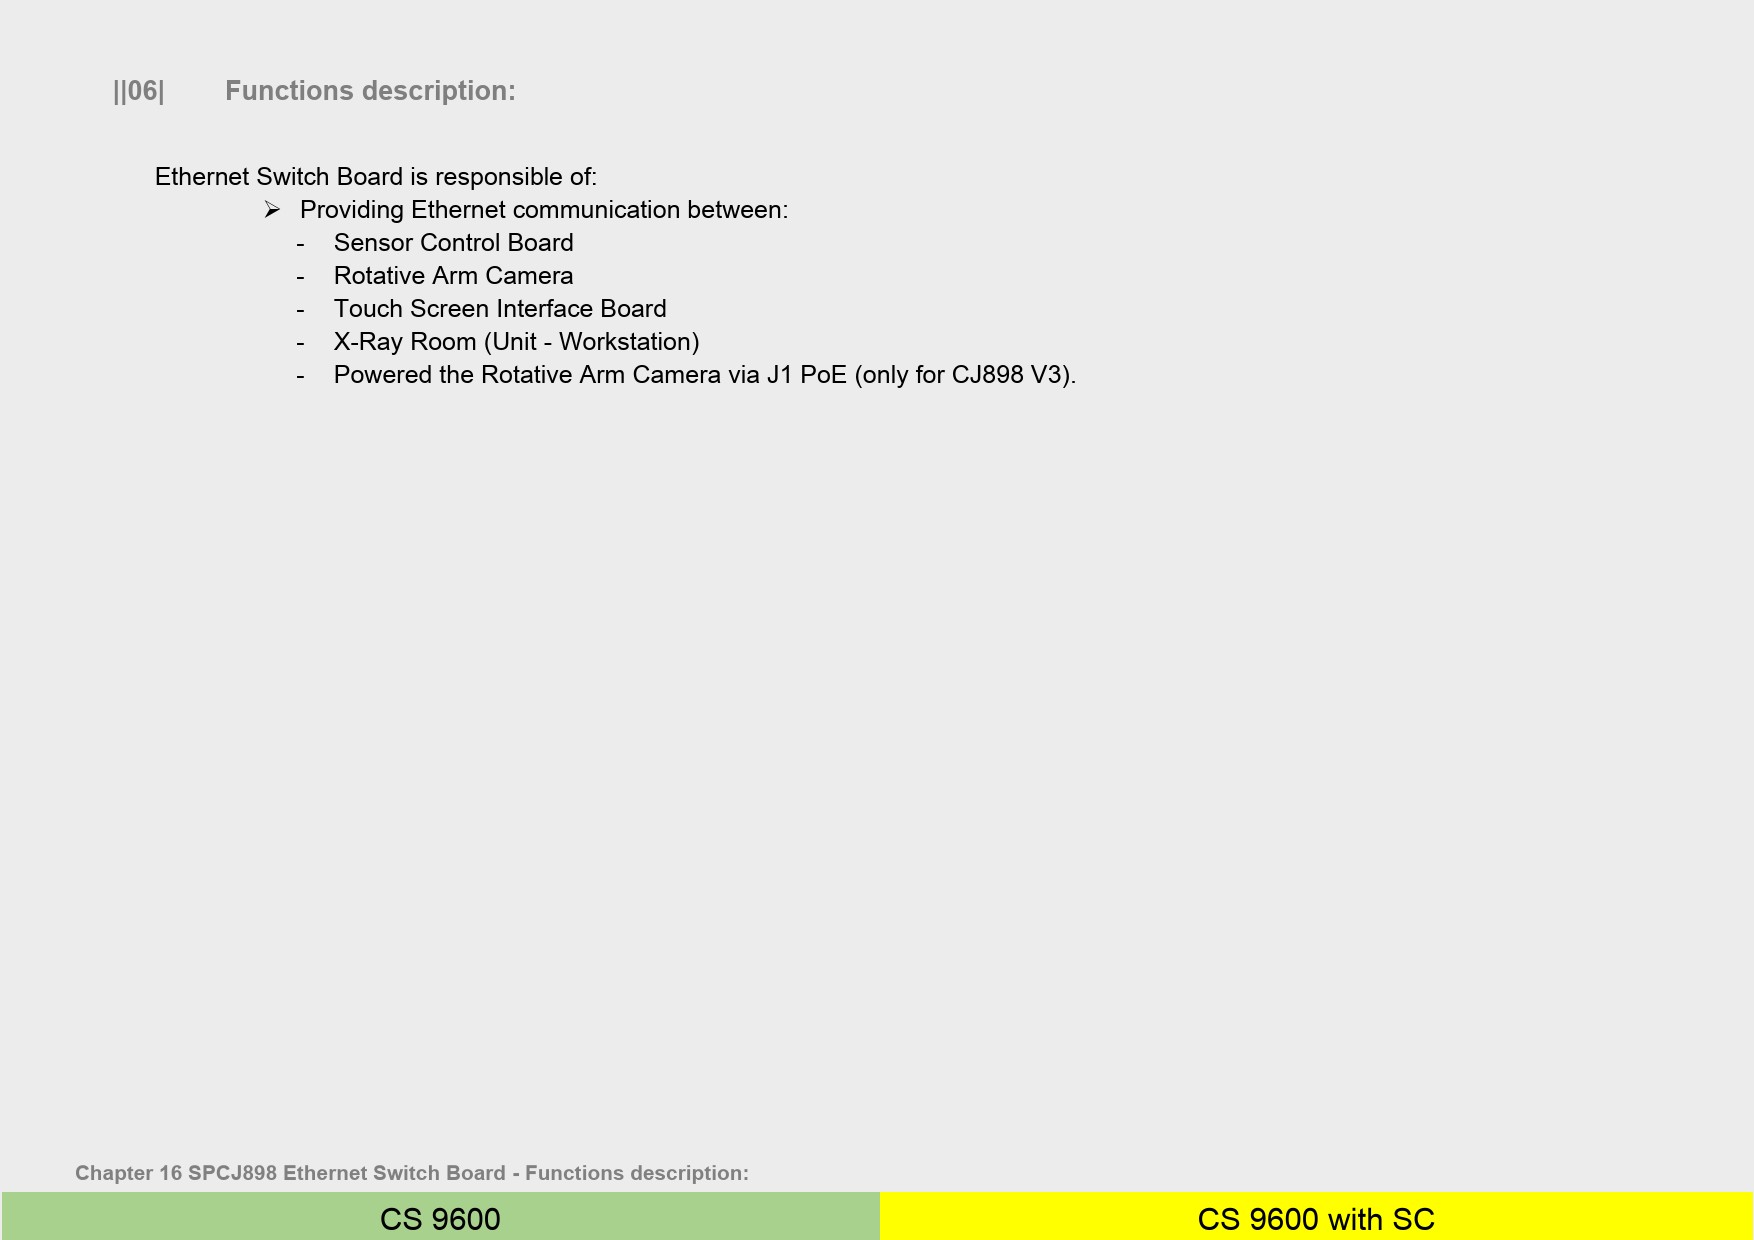 ||06| Functions description:
Ethernet Switch Board is responsible of:
➢ Providing Ethernet communication between:
- Sensor Control Board
- Rotative Arm Camera
- Touch Screen Interface Board
- X-Ray Room (Unit - Workstation)
- Powered the Rotative Arm Camera via J1 PoE (only for CJ898 V3).
Chapter 16 SPCJ898 Ethernet Switch Board - Functions description:
CS 9600
CS 9600 with SC